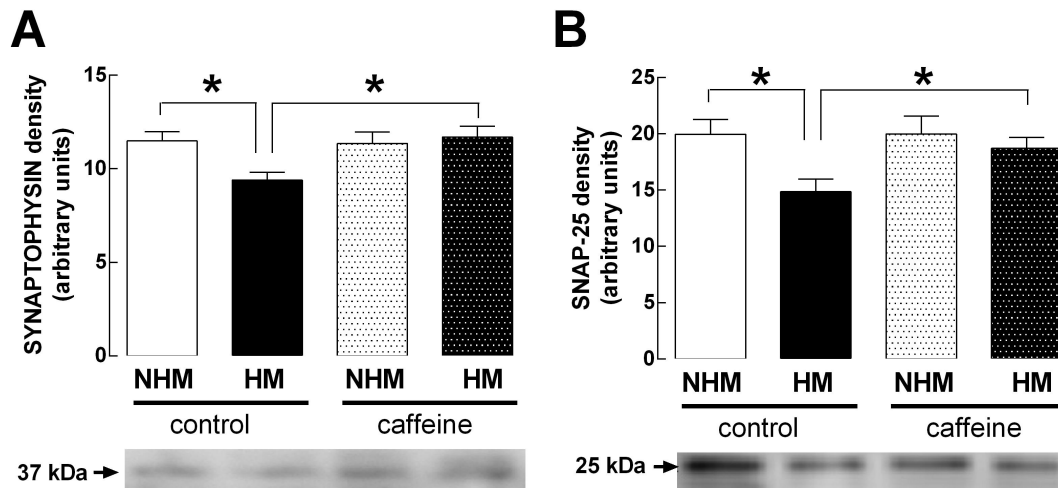 A
SYNAPTOPHYSIN density
(arbitrary units)
15
10
5
0
*
*
NHM
HM
NHM
HM
control
caffeine
37 kDa
B
SNAP-25 density
(arbitrary units)
25
20
15
10
5
0
*
*
NHM
HM
NHM
HM
control
caffeine
25 kDa